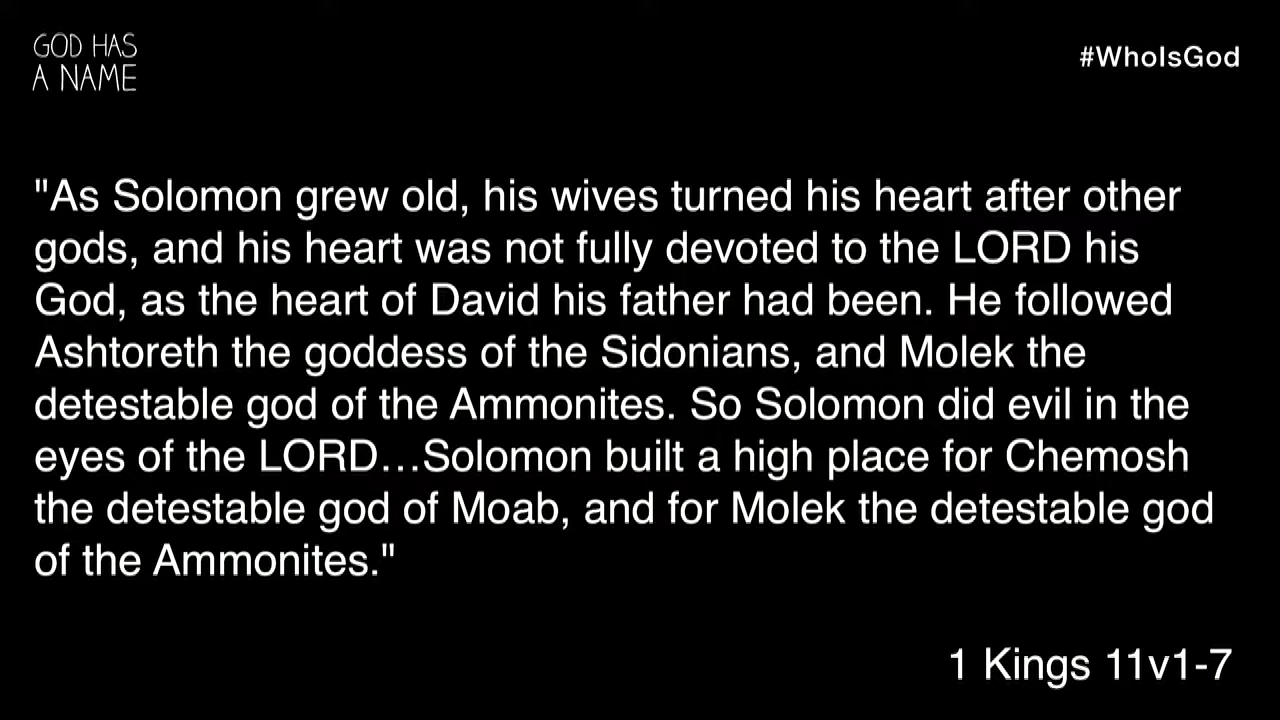 GOD HAS
A NAME
#WhoIsGod
"As Solomon grew old, his wives turned his heart after other
gods, and his heart was not fully devoted to the LORD his
God, as the heart of David his father had been. He followed
Ashtoreth the goddess of the Sidonians, and Molek the
detestable god of the Ammonites. So Solomon did evil in the
eyes of the LORD…Solomon built a high place for Chemosh
the detestable god of Moab, and for Molek the detestable god
of the Ammonites."
1 Kings 11v1-7